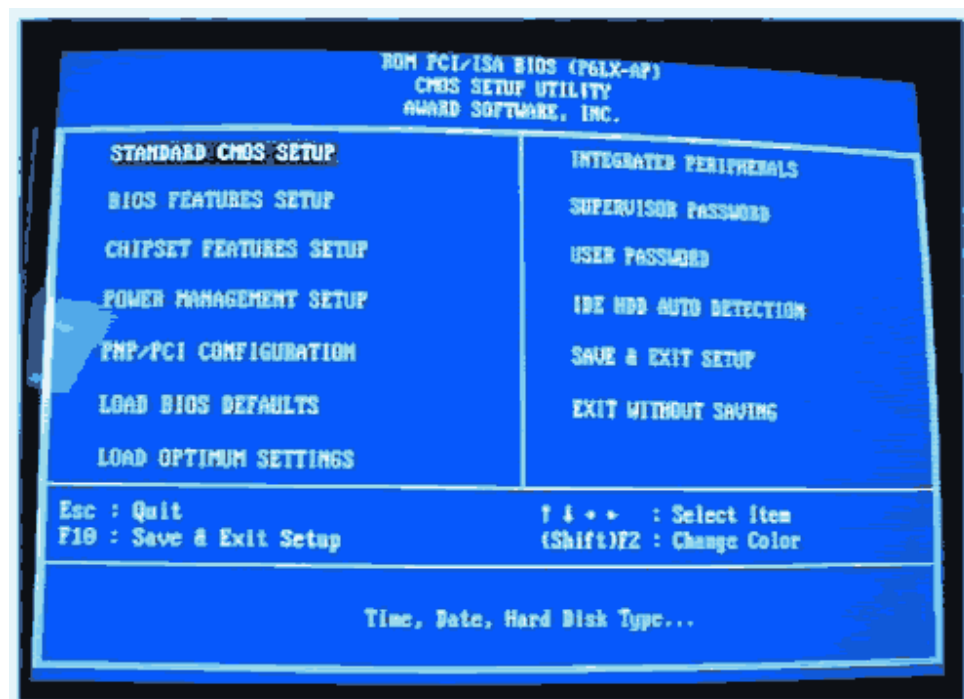 ROM PCI/ISA BIOS (P6LX-AP)
CMOS SETUP UTILITY
AWARD SOFTWARE, INC.
STANDARD CMOS SETUP
BIOS FEATURES SETUP
CHIPSET FEATURES SETUP
POWER MANAGEMENT SETUP
PNP/PCI CONFIGURATION
LOAD BIOS DEFAULTS
LOAD OPTIMUM SETTINGS
INTEGRATED PERIPHERALS
SUPERVISOR PASSWORD
USER PASSWORD
IDE HDD AUTO DETECTION
SAVE & EXIT SETUP
EXIT WITHOUT SAVING
Esc : Quit
F10 : Save & Exit Setup
↑ ↓ → ← : Select Item
(Shift)F2 : Change Color
Time, Date, Hard Disk Type...